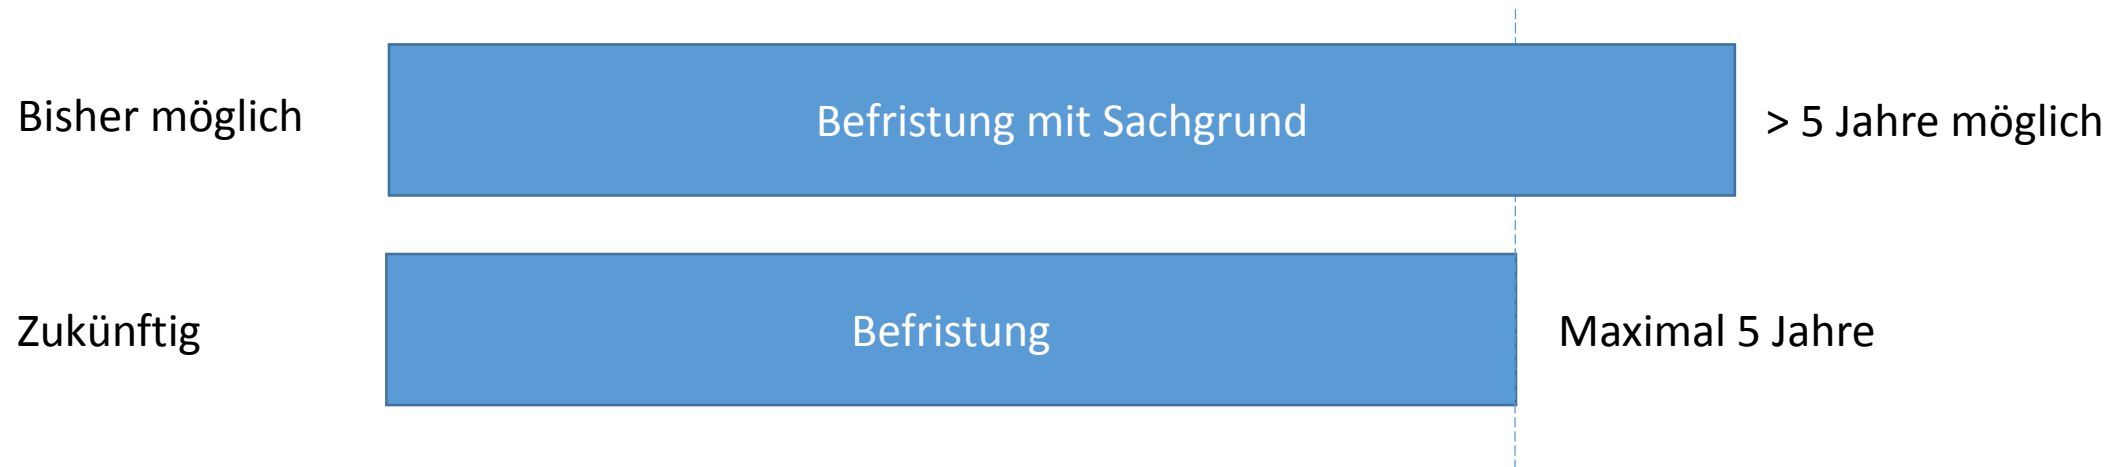 Bisher möglich
Befristung mit Sachgrund
> 5 Jahre möglich
Zukünftig
Befristung
Maximal 5 Jahre